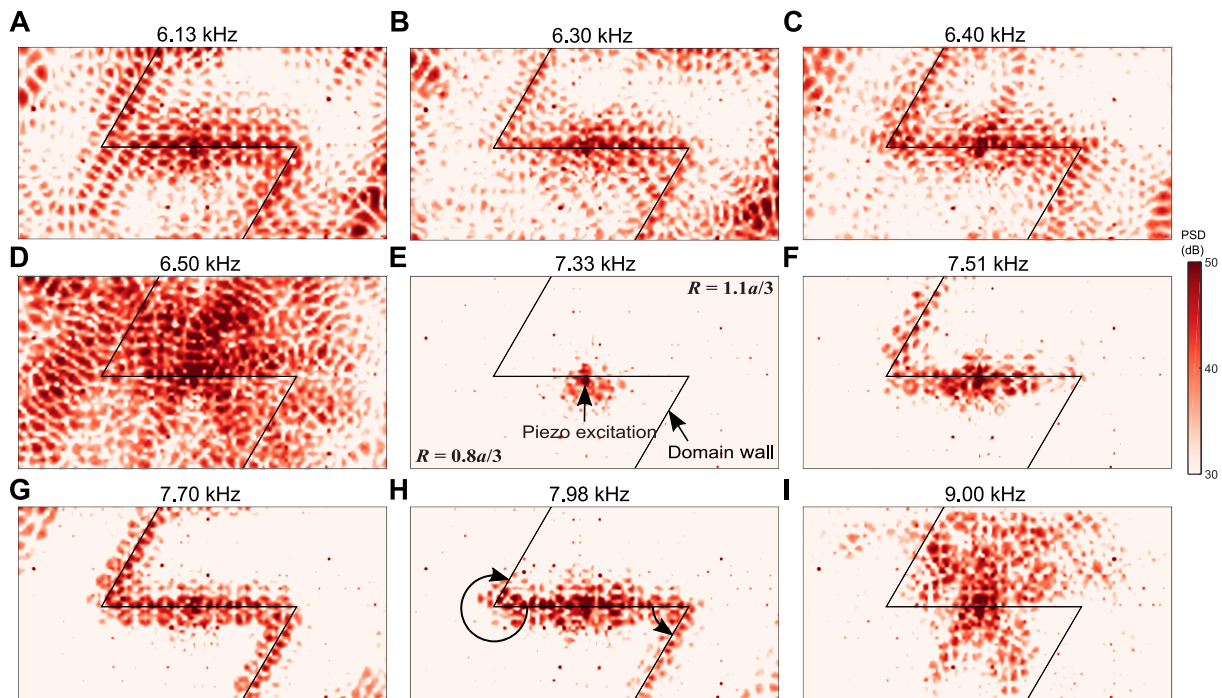 A
6.13 kHz
B
6.30 kHz
C
6.40 kHz
D
6.50 kHz
E
7.33 kHz
R = 1.1a/3
Piezo excitation
Domain wall
R = 0.8a/3
F
7.51 kHz
PSD
(dB)
50
40
30
G
7.70 kHz
H
7.98 kHz
I
9.00 kHz